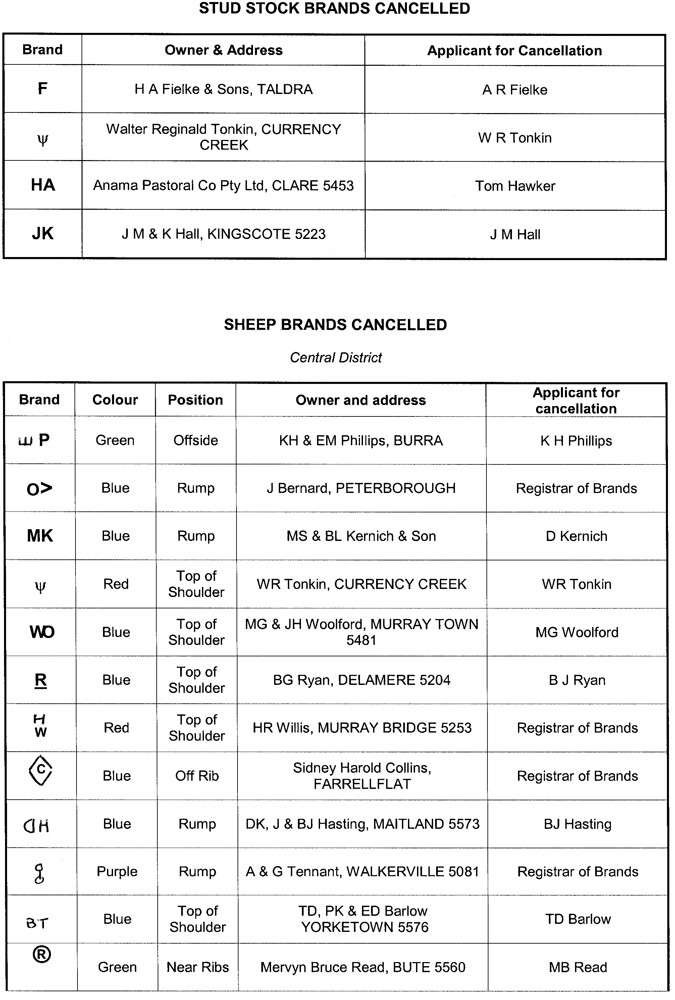 STUD STOCK BRANDS CANCELLED
Brand Owner & Address Applicant for Cancellation
F H A Fielke & Sons, TALDRA A R Fielke
ψ Walter Reginald Tonkin, CURRENCY
CREEK W R Tonkin
HA Anama Pastoral Co Pty Ltd, CLARE 5453 Tom Hawker
JK J M & K Hall, KINGSCOTE 5223 J M Hall
SHEEP BRANDS CANCELLED
Central District
Brand Colour Position Owner and address Applicant for
cancellation
P Green Offside KH & EM Phillips, BURRA K H Phillips
O> Blue Rump J Bernard, PETERBOROUGH Registrar of Brands
MK Blue Rump MS & BL Kernich & Son D Kernich
ψ Red Top of
Shoulder WR Tonkin, CURRENCY CREEK WR Tonkin
WO Blue Top of
Shoulder MG & JH Woolford, MURRAY TOWN
5481 MG Woolford
R Blue Top of
Shoulder BG Ryan, DELAMERE 5204 B J Ryan
H
W Red Top of
Shoulder HR Willis, MURRAY BRIDGE 5253 Registrar of Brands
C Blue Off Rib Sidney Harold Collins,
FARRELLFLAT Registrar of Brands
H Blue Rump DK, J & BJ Hasting, MAITLAND 5573 BJ Hasting
Purple Rump A & G Tennant, WALKERVILLE 5081 Registrar of Brands
BT Blue Top of
Shoulder TD, PK & ED Barlow
YORKETOWN 5576 TD Barlow
® Green Near Ribs Mervyn Bruce Read, BUTE 5560 MB Read